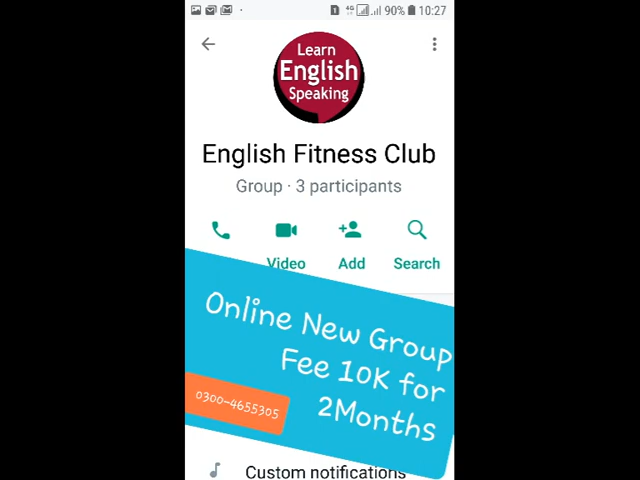 90% 10:27
Learn
English
Speaking
English Fitness Club
Group · 3 participants
Video Add Search
Online New Group
Fee 10K for
2Months
0300-4655305
Custom notifications